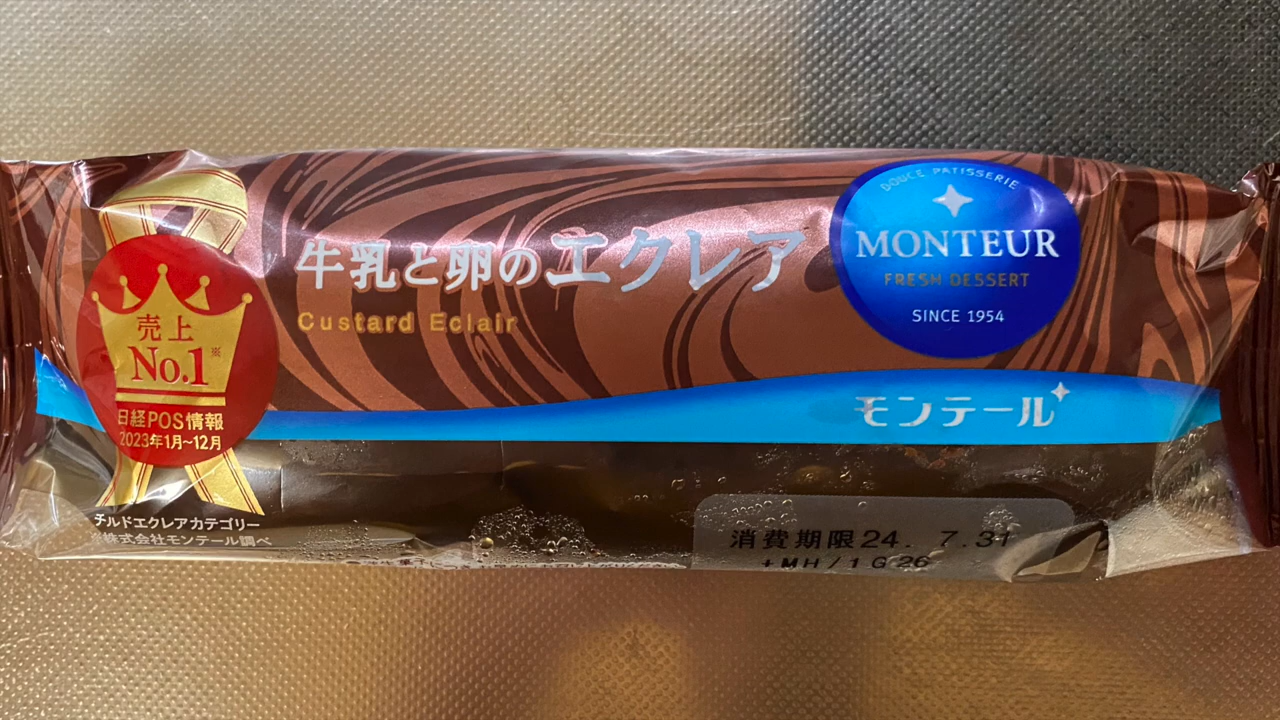 売上
No.1※
日経POS情報
2023年1月~12月
チルドエクレアカテゴリー
株式会社モンテール調べ
牛乳と卵のエクレア
Custard Eclair
DOUCE PATISSERIE
MONTEUR
FRESH DESSERT
SINCE 1954
モンテール
消費期限24. 7.31
+MH/1G26